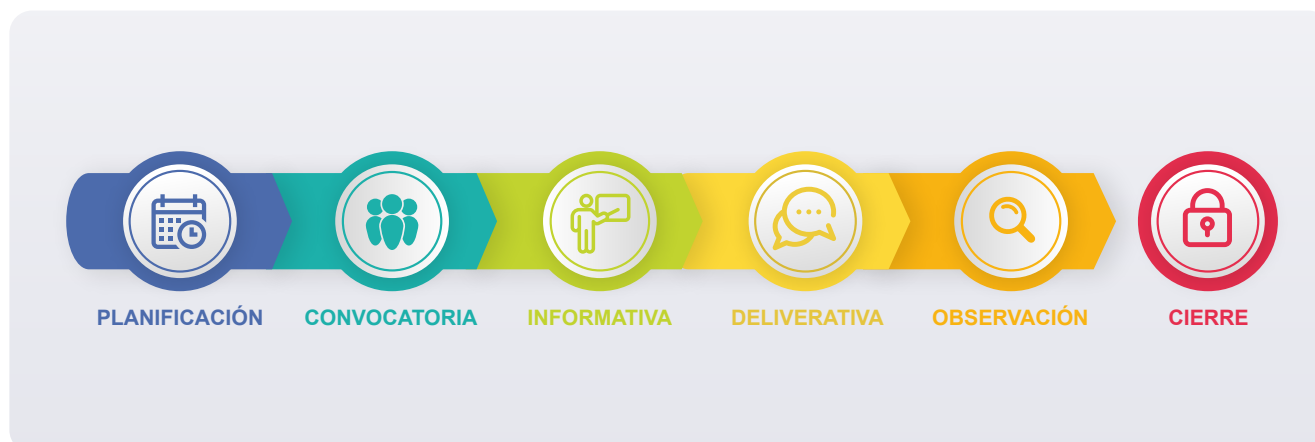 PLANIFICACIÓN CONVOCATORIA INFORMATIVA DELIVERATIVA OBSERVACIÓN CIERRE